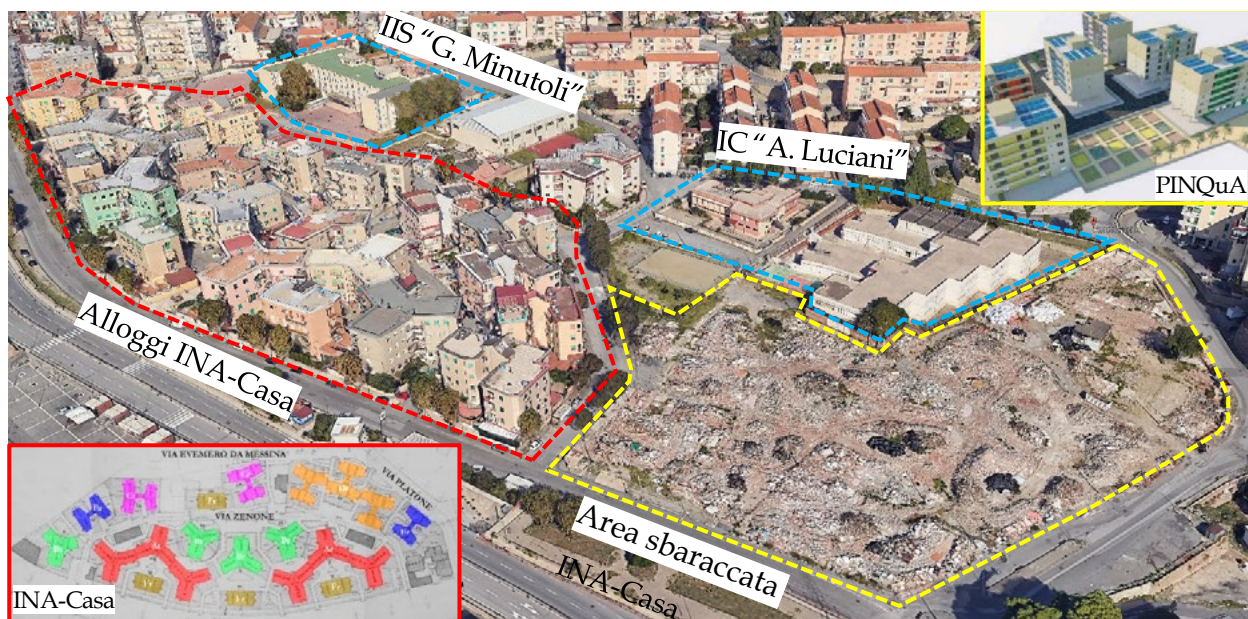 IIS “G. Minutoli”
IC “A. Luciani”
PINQuA
Alloggi INA-Casa
VIA EVEMERO DA MESSINA
VIA PLATONE
VIA ZENONE
INA-Casa
Area sbaraccata
INA-Casa